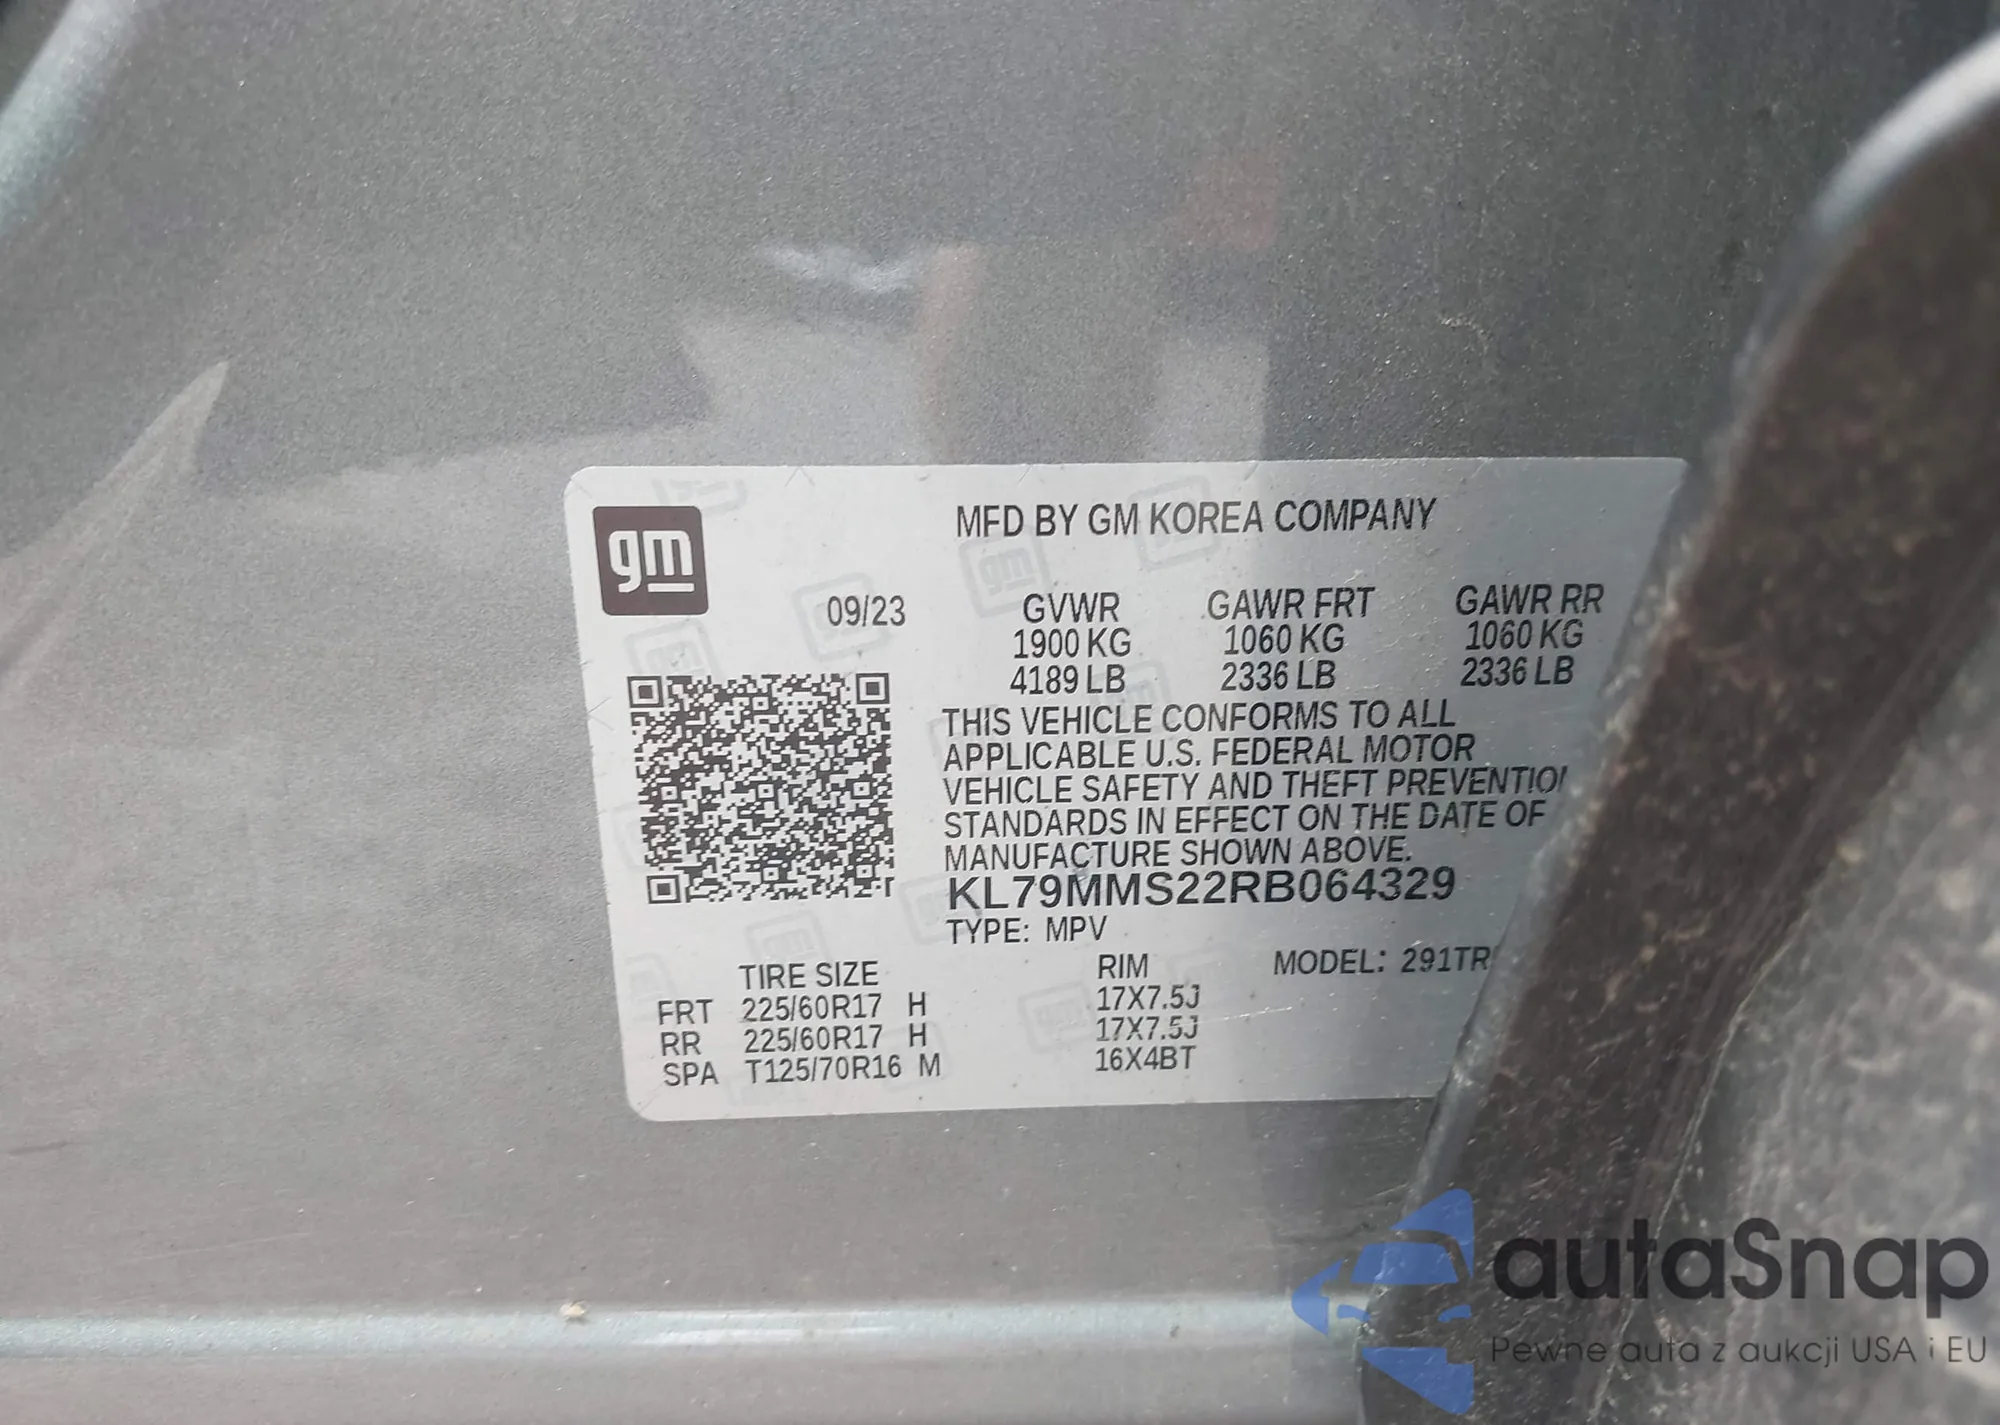 gm
MFD BY GM KOREA COMPANY
09/23
GVWR GAWR FRT GAWR RR
1900 KG 1060 KG 1060 KG
4189 LB 2336 LB 2336 LB
THIS VEHICLE CONFORMS TO ALL
APPLICABLE U.S. FEDERAL MOTOR
VEHICLE SAFETY AND THEFT PREVENTIO
STANDARDS IN EFFECT ON THE DATE OF
MANUFACTURE SHOWN ABOVE.
KL79MMS22RB064329
TYPE: MPV
TIRE SIZE RIM MODEL: 291TR
FRT 225/60R17 H 17X7.5J
RR 225/60R17 H 17X7.5J
SPA T125/70R16 M 16X4BT
autaSnap
Pewne auta z aukcji USA i EU